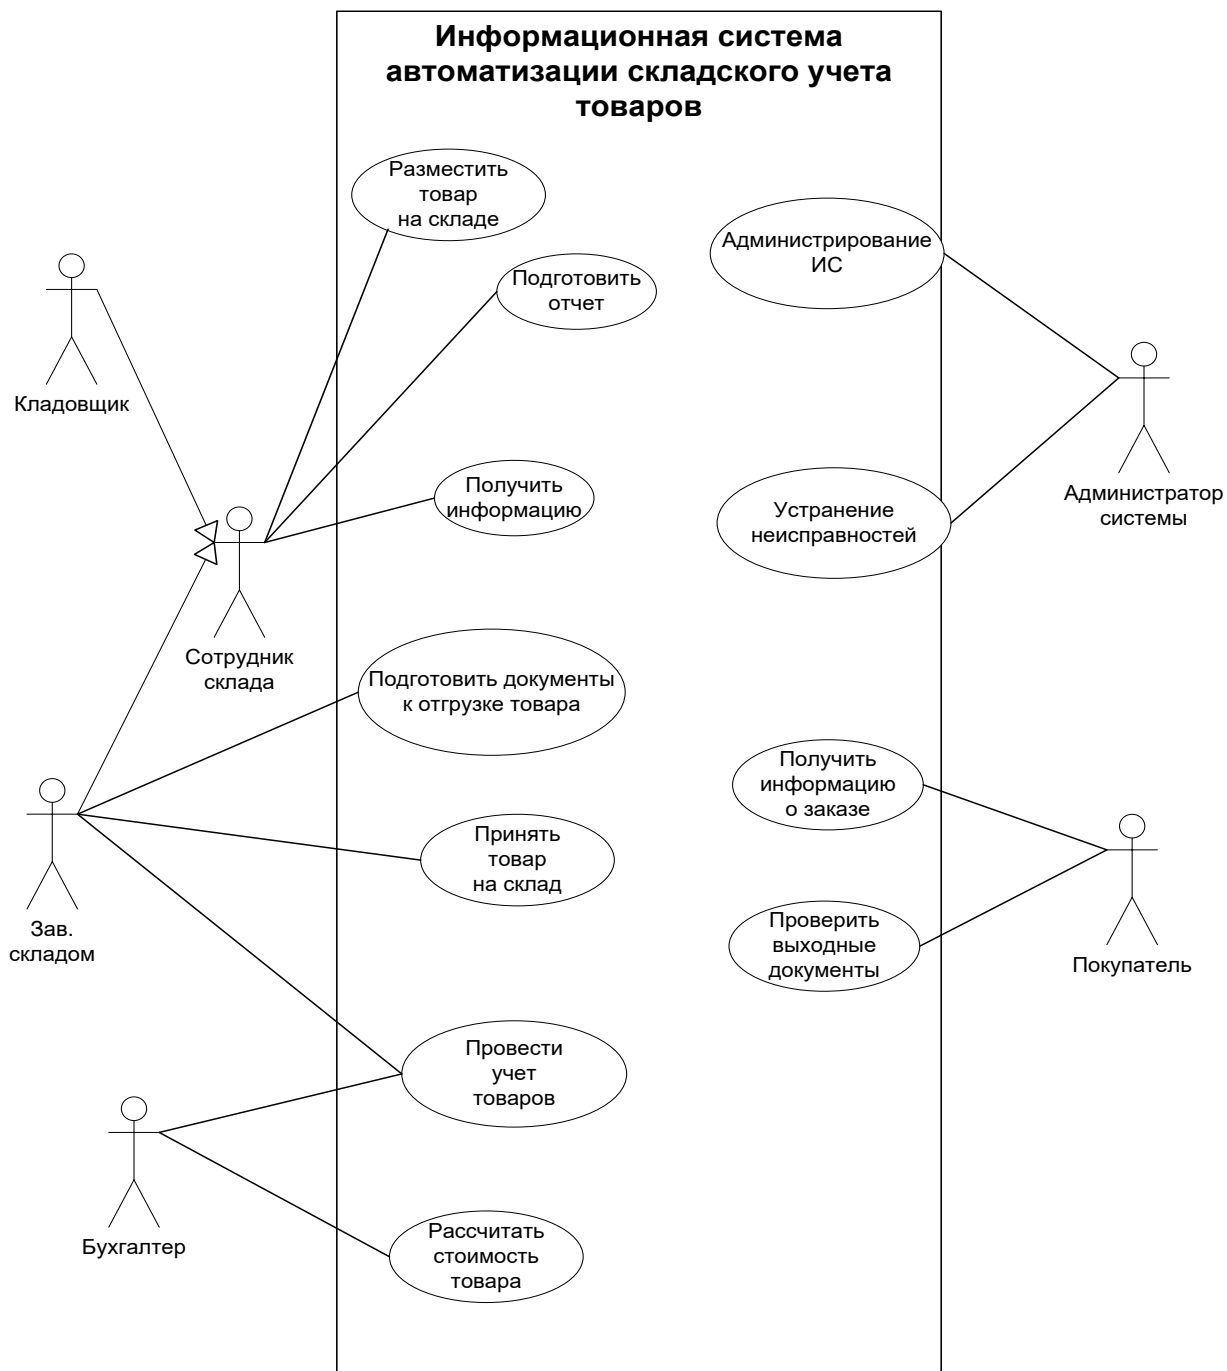 Информационная система
автоматизации складского учета
товаров
Разместить
товар
на складе
Подготовить
отчет
Администрирование
ИС
Кладовщик
Получить
информацию
Устранение
неисправностей
Администратор
системы
Сотрудник
склада
Подготовить документы
к отгрузке товара
Получить
информацию
о заказе
Принять
товар
на склад
Зав.
складом
Проверить
выходные
документы
Покупатель
Провести
учет
товаров
Бухгалтер
Рассчитать
стоимость
товара